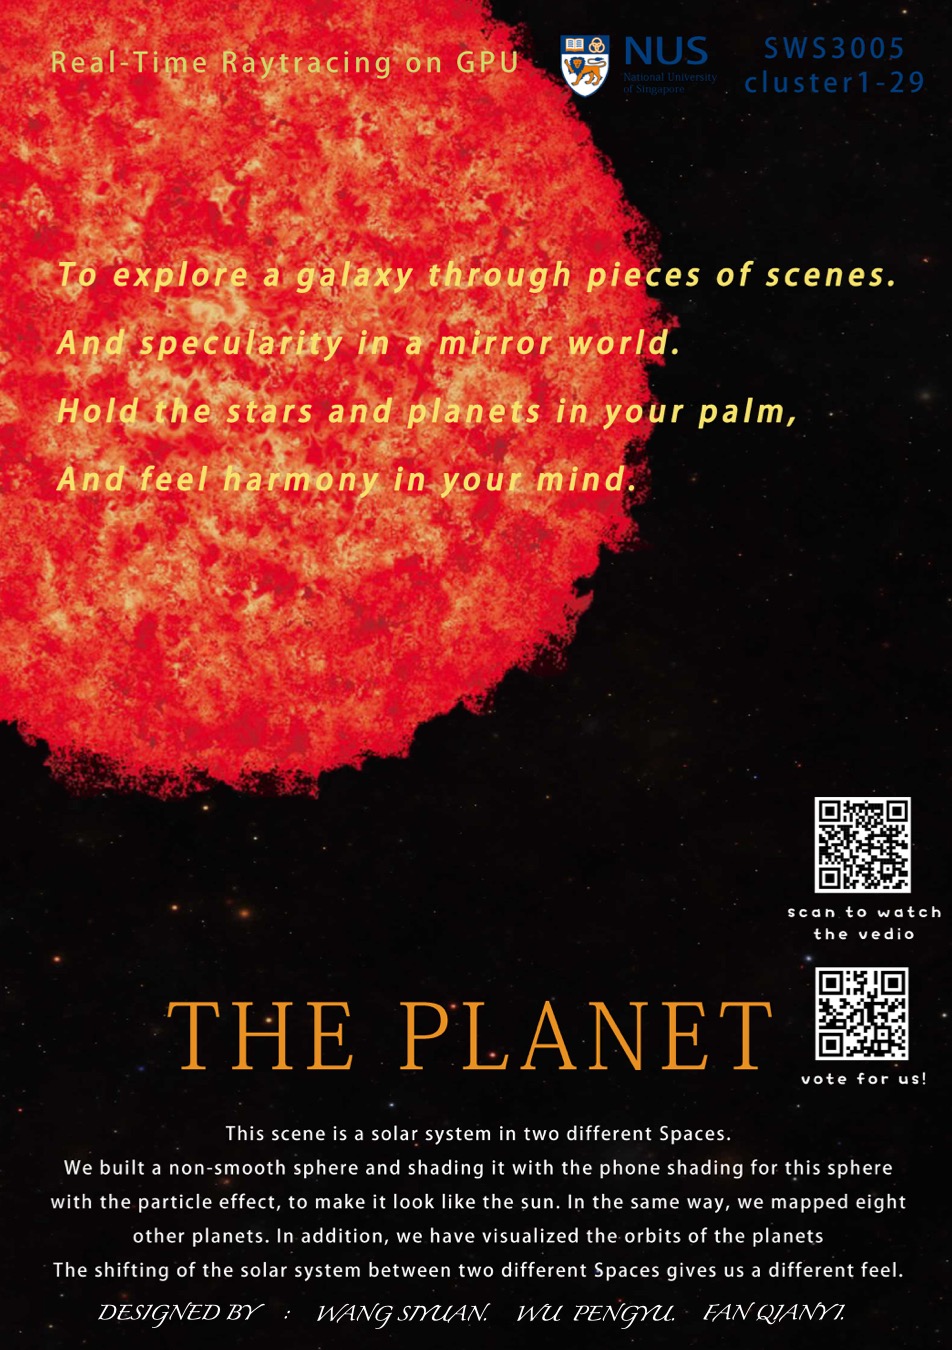 Real-Time Raytracing on GPU
NUS
National University
of Singapore
SWS3005
cluster1-29
To explore a galaxy through pieces of scenes.
And specularity in a mirror world.
Hold the stars and planets in your palm,
And feel harmony in your mind.
scan to watch
the vedio
THE PLANET
vote for us!
This scene is a solar system in two different Spaces.
We built a non-smooth sphere and shading it with the phone shading for this sphere
with the particle effect, to make it look like the sun. In the same way, we mapped eight
other planets. In addition, we have visualized the orbits of the planets
The shifting of the solar system between two different Spaces gives us a different feel.
DESIGNED BY : WANG SIYUAN. WU PENGYU. FAN QIANYI.